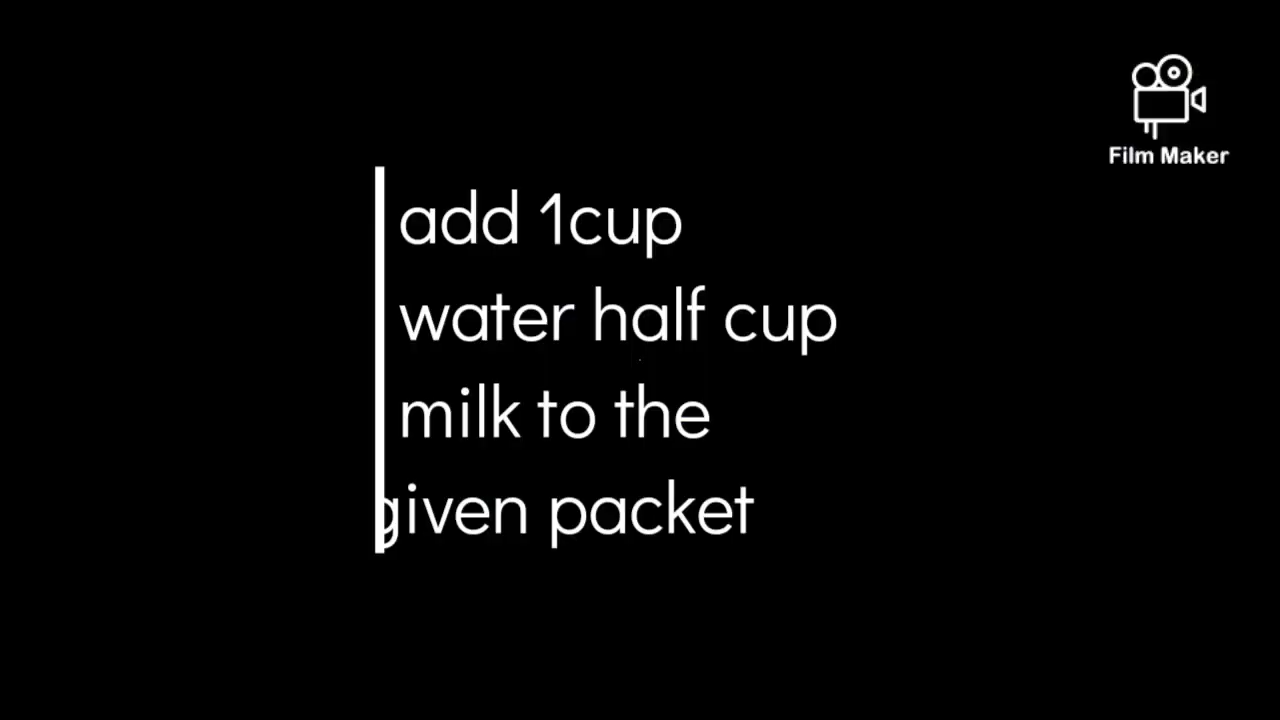 Film Maker
add 1cup
water half cup
milk to the
given packet